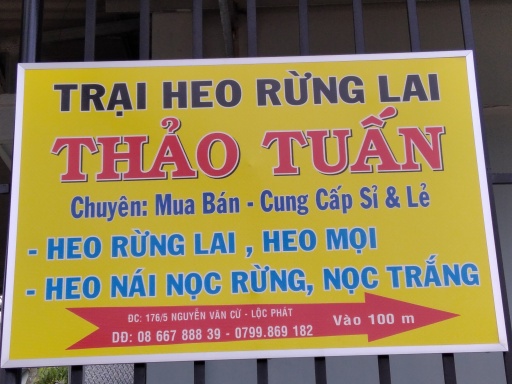 TRẠI HEO RỪNG LAI
THẢO TUẤN
Chuyên: Mua Bán - Cung Cấp Sỉ & Lẻ
- HEO RỪNG LAI , HEO MỌI
- HEO NÁI NỌC RỪNG, NỌC TRẮNG
ĐC: 176/5 NGUYỄN VĂN CỪ - LỘC PHÁT
DĐ: 08 667 888 39 - 0799.869 182
Vào 100 m